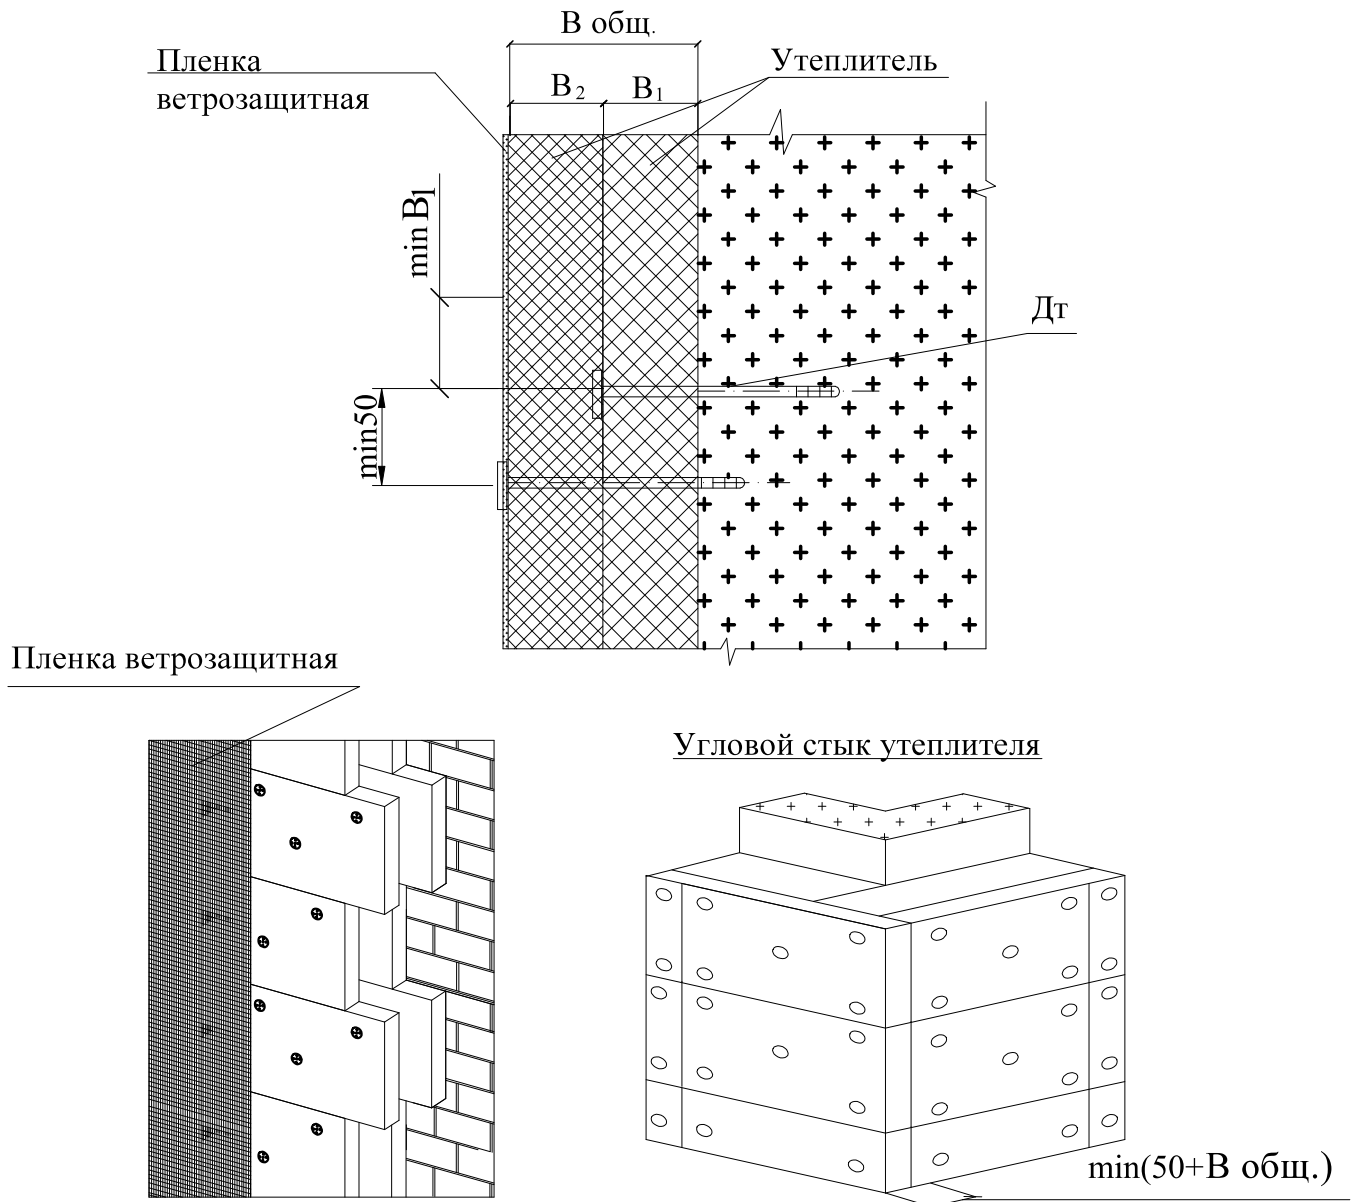 В общ.
Пленка
ветрозащитная
Утеплитель
В2
В1
min В1
Дт
min50
Пленка ветрозащитная
Угловой стык утеплителя
min(50+В общ.)